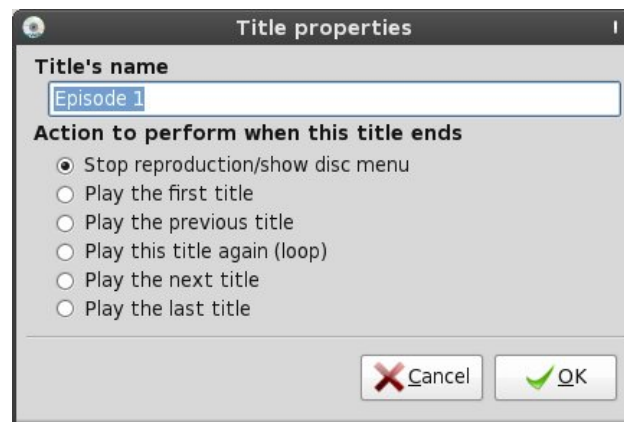 Title properties
Title's name
Episode 1
Action to perform when this title ends
Stop reproduction/show disc menu
Play the first title
Play the previous title
Play this title again (loop)
Play the next title
Play the last title
Cancel OK